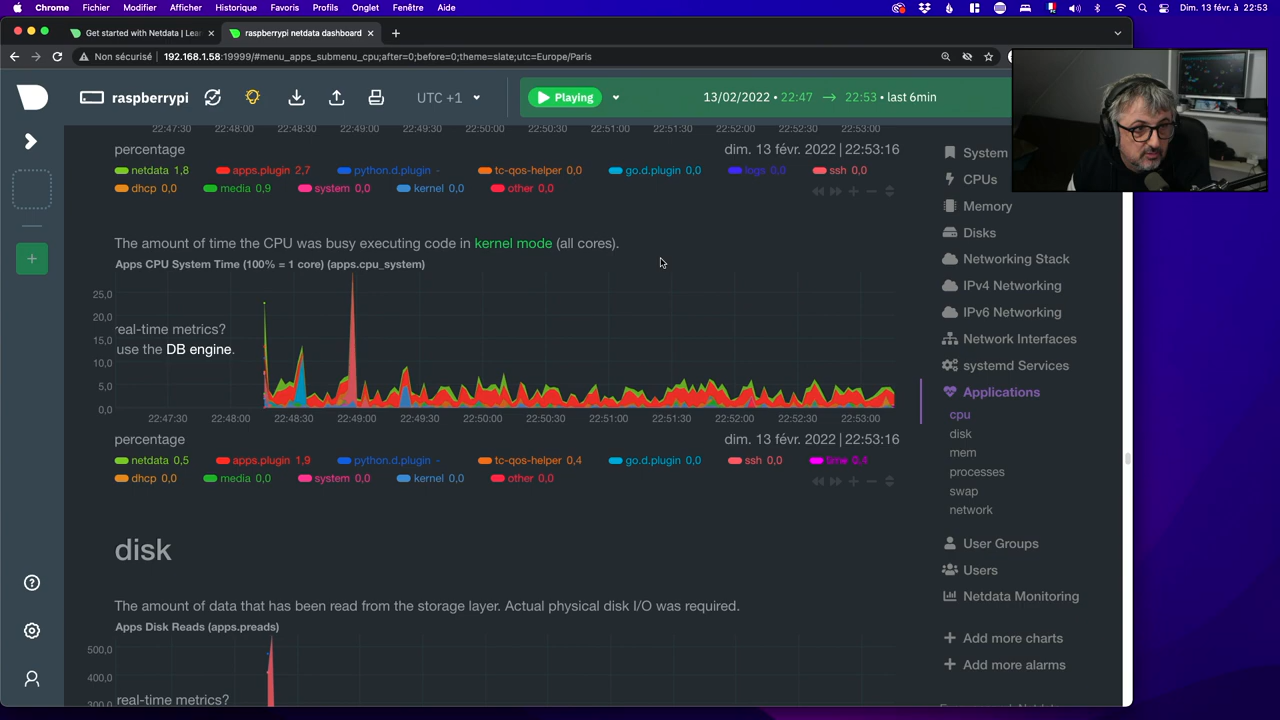 Chrome Fichier Modifier Afficher Historique Favoris Profils Onglet Fenêtre Aide Dim. 13 fév. à 22:53
Get started with Netdata | Lear raspberrypi netdata dashboard
Non sécurisé 192.168.1.58:19999/#menu_apps_submenu_cpu;after=0;before=0;theme=slate;utc=Europe/Paris
raspberrypi UTC +1 Playing 13/02/2022 • 22:47 → 22:53 • last 6min
22:47:30 22:48:00 22:48:30 22:49:00 22:49:30 22:50:00 22:50:30 22:51:00 22:51:30 22:52:00 22:52:30 22:53:00
percentage dim. 13 févr. 2022 | 22:53:16
netdata 1,8 apps.plugin 2,7 python.d.plugin - tc-qos-helper 0,0 go.d.plugin 0,0 logs 0,0 ssh 0,0
dhcp 0,0 media 0,9 system 0,0 kernel 0,0 other 0,0
The amount of time the CPU was busy executing code in kernel mode (all cores).
Apps CPU System Time (100% = 1 core) (apps.cpu_system)
25,0
20,0
real-time metrics?
15,0
use the DB engine.
10,0
5,0
0,0
22:47:30 22:48:00 22:48:30 22:49:00 22:49:30 22:50:00 22:50:30 22:51:00 22:51:30 22:52:00 22:52:30 22:53:00
percentage dim. 13 févr. 2022 | 22:53:16
netdata 0,5 apps.plugin 1,9 python.d.plugin - tc-qos-helper 0,4 go.d.plugin 0,0 ssh 0,0 time 0,4
dhcp 0,0 media 0,0 system 0,0 kernel 0,0 other 0,0
disk
The amount of data that has been read from the storage layer. Actual physical disk I/O was required.
Apps Disk Reads (apps.preads)
500,0
400,0
real-time metrics?
300,0
System
CPUs
Memory
Disks
Networking Stack
IPv4 Networking
IPv6 Networking
Network Interfaces
systemd Services
Applications
cpu
disk
mem
processes
swap
network
User Groups
Users
Netdata Monitoring
Add more charts
Add more alarms